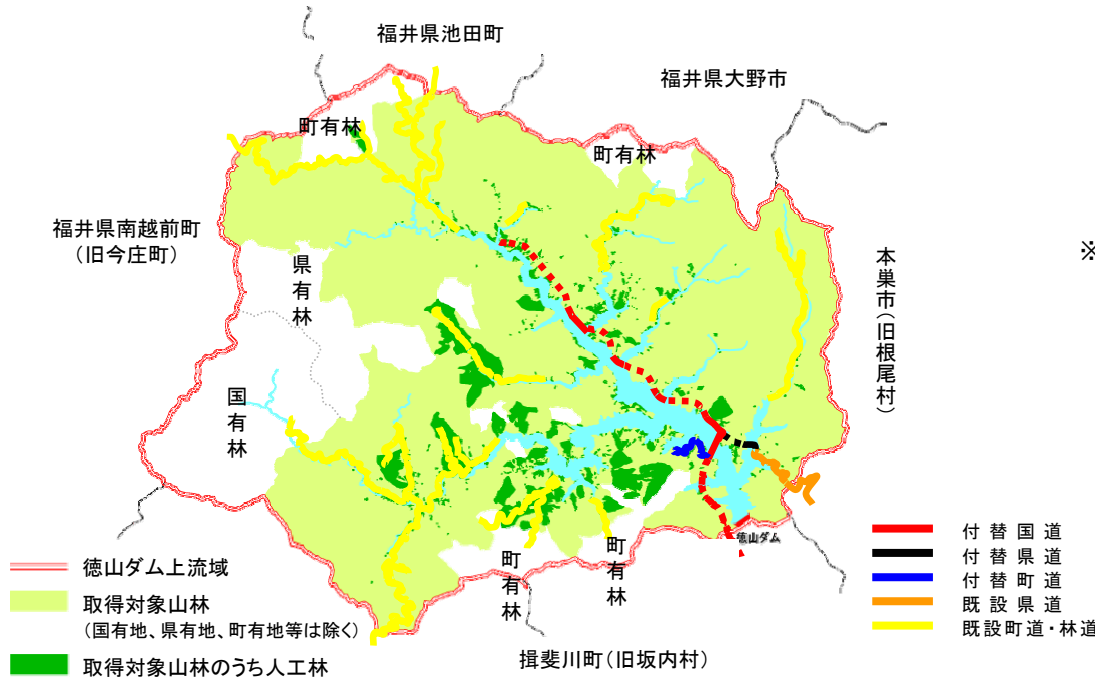 福井県池田町
福井県大野市
町有林
町有林
福井県南越前町
(旧今庄町)
県有林
本巣市(旧根尾村)
※
国有林
徳山ダム
町有林
町有林
揖斐川町(旧坂内村)
徳山ダム上流域
取得対象山林
(国有地、県有地、町有地等は除く)
取得対象山林のうち人工林
付替国道
付替県道
付替町道
既設県道
既設町道・林道